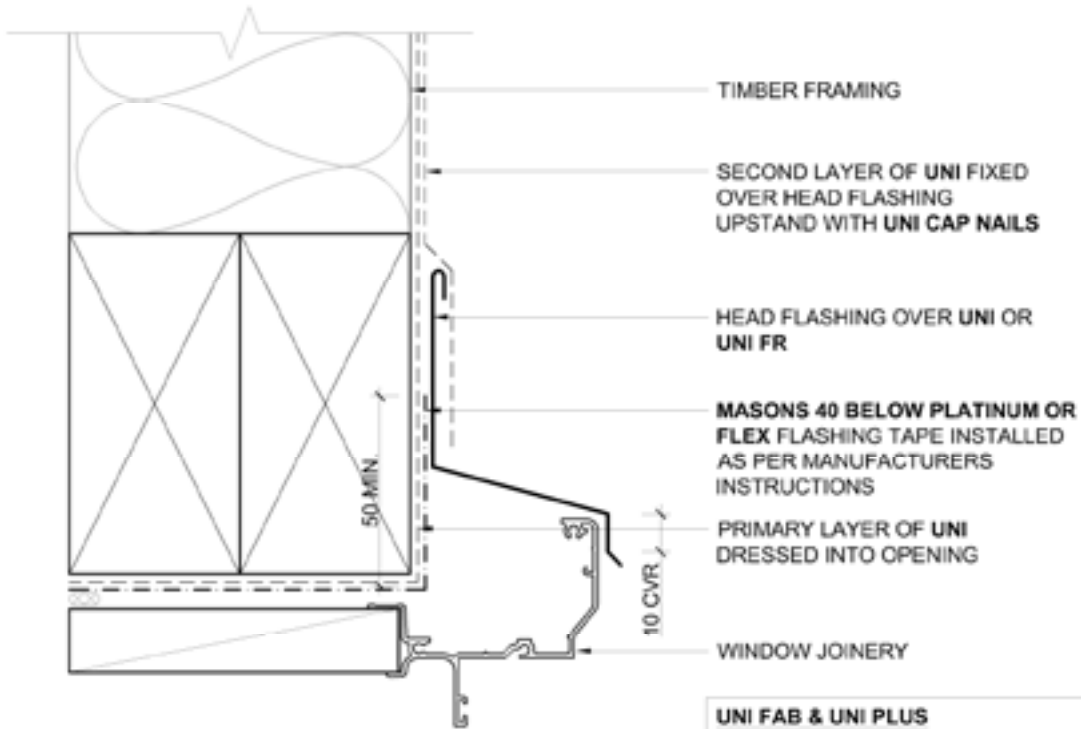 TIMBER FRAMING
SECOND LAYER OF UNI FIXED
OVER HEAD FLASHING
UPSTAND WITH UNI CAP NAILS
HEAD FLASHING OVER UNI OR
UNI FR
MASONS 40 BELOW PLATINUM OR
FLEX FLASHING TAPE INSTALLED
AS PER MANUFACTURERS
INSTRUCTIONS
50 MIN.
PRIMARY LAYER OF UNI
DRESSED INTO OPENING
10 CVR
WINDOW JOINERY
UNI FAB & UNI PLUS